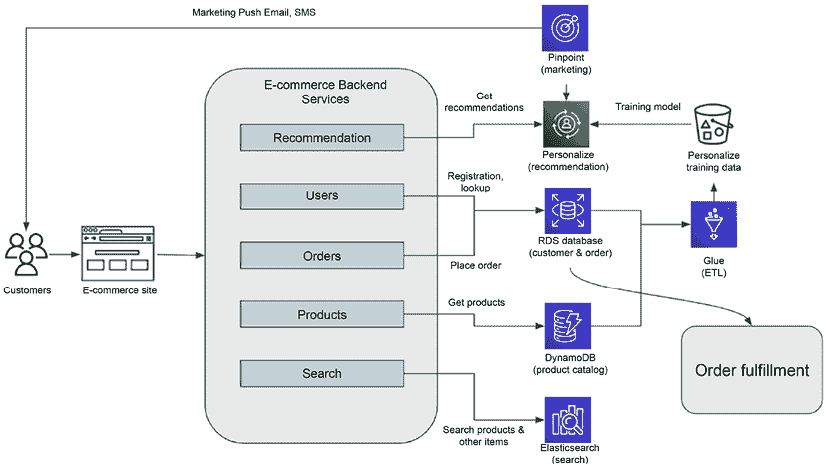 Marketing Push Email, SMS
Pinpoint
(marketing)
E-commerce Backend
Services
Get
recommendations
Training model
Recommendation
Personalize
(recommendation)
Personalize
training data
Registration,
lookup
Users
RDS database
(customer & order)
Glue
(ETL)
Orders
Place order
Customers
E-commerce site
Get products
Products
DynamoDB
(product catalog)
Order fulfillment
Search
Search products &
other items
Elasticsearch
(search)